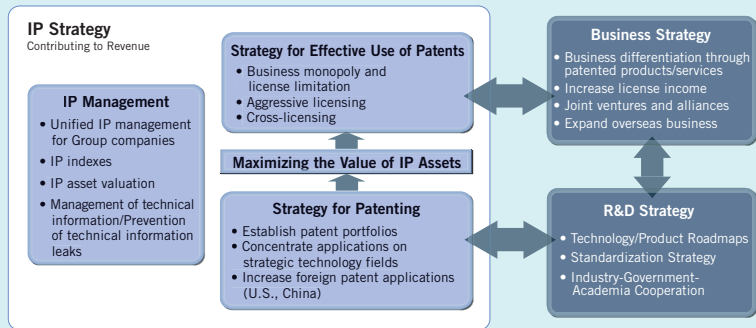 IP Strategy
Contributing to Revenue
IP Management
• Unified IP management
for Group companies
• IP indexes
• IP asset valuation
• Management of technical
information/Prevention
of technical information
leaks
Strategy for Effective Use of Patents
• Business monopoly and
license limitation
• Aggressive licensing
• Cross-licensing
Maximizing the Value of IP Assets
Strategy for Patenting
• Establish patent portfolios
• Concentrate applications on
strategic technology fields
• Increase foreign patent applications
(U.S., China)
Business Strategy
• Business differentiation through
patented products/services
• Increase license income
• Joint ventures and alliances
• Expand overseas business
R&D Strategy
• Technology/Product Roadmaps
• Standardization Strategy
• Industry-Government-
Academia Cooperation